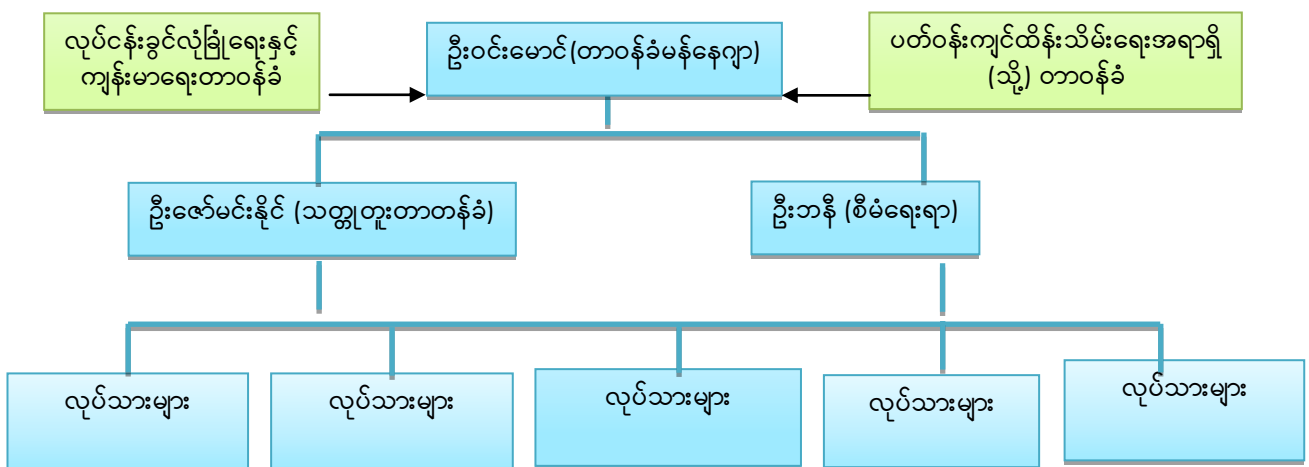 လုပ်ငန်းခွင်လုံခြုံရေးနှင့်
ကျန်းမာရေးတာဝန်ခံ
ဦးဝင်းမောင်(တာဝန်ခံမန်နေဂျာ)
ပတ်ဝန်းကျင်ထိန်းသိမ်းရေးအရာရှိ
(သို့) တာဝန်ခံ
ဦးဇော်မင်းနိုင် (သတ္တုတူးတာတန်ခံ)
ဦးဘနီ (စီမံရေးရာ)
လုပ်သားများ
လုပ်သားများ
လုပ်သားများ
လုပ်သားများ
လုပ်သားများ